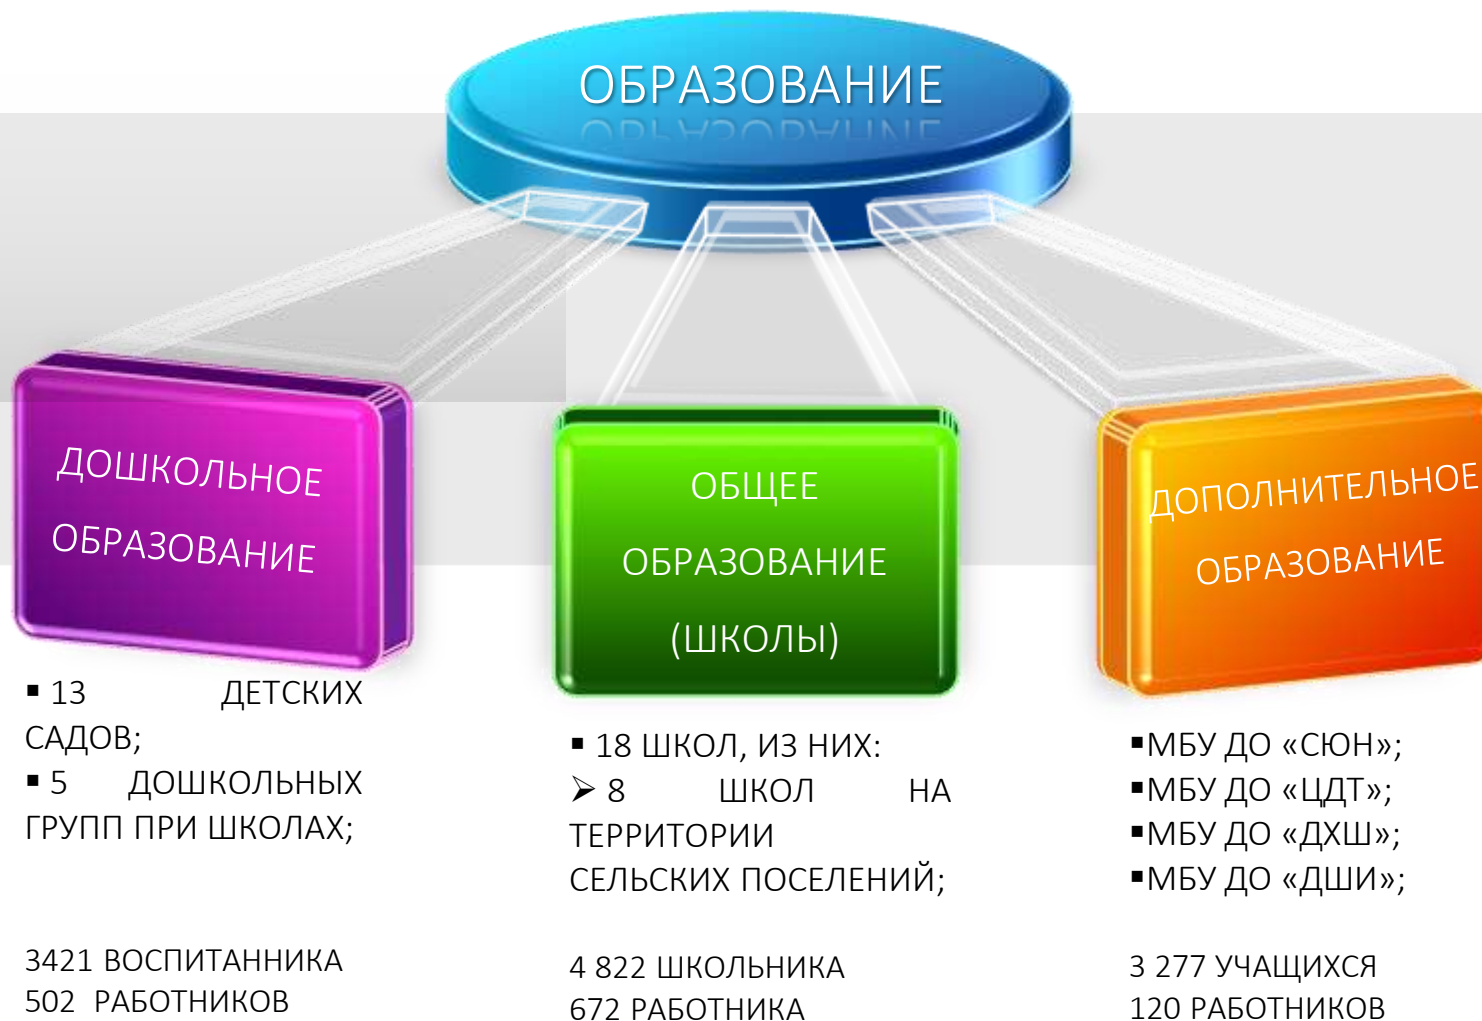 ОБРАЗОВАНИЕ
ДОШКОЛЬНОЕ
ОБРАЗОВАНИЕ
▪ 13 ДЕТСКИХ
САДОВ;
▪ 5 ДОШКОЛЬНЫХ
ГРУПП ПРИ ШКОЛАХ;
3421 ВОСПИТАННИКА
502 РАБОТНИКОВ
ОБЩЕЕ
ОБРАЗОВАНИЕ
(ШКОЛЫ)
▪ 18 ШКОЛ, ИЗ НИХ:
➢ 8 ШКОЛ НА
ТЕРРИТОРИИ
СЕЛЬСКИХ ПОСЕЛЕНИЙ;
4 822 ШКОЛЬНИКА
672 РАБОТНИКА
ДОПОЛНИТЕЛЬНОЕ
ОБРАЗОВАНИЕ
▪МБУ ДО «СЮН»;
▪МБУ ДО «ЦДТ»;
▪МБУ ДО «ДХШ»;
▪МБУ ДО «ДШИ»;
3 277 УЧАЩИХСЯ
120 РАБОТНИКОВ